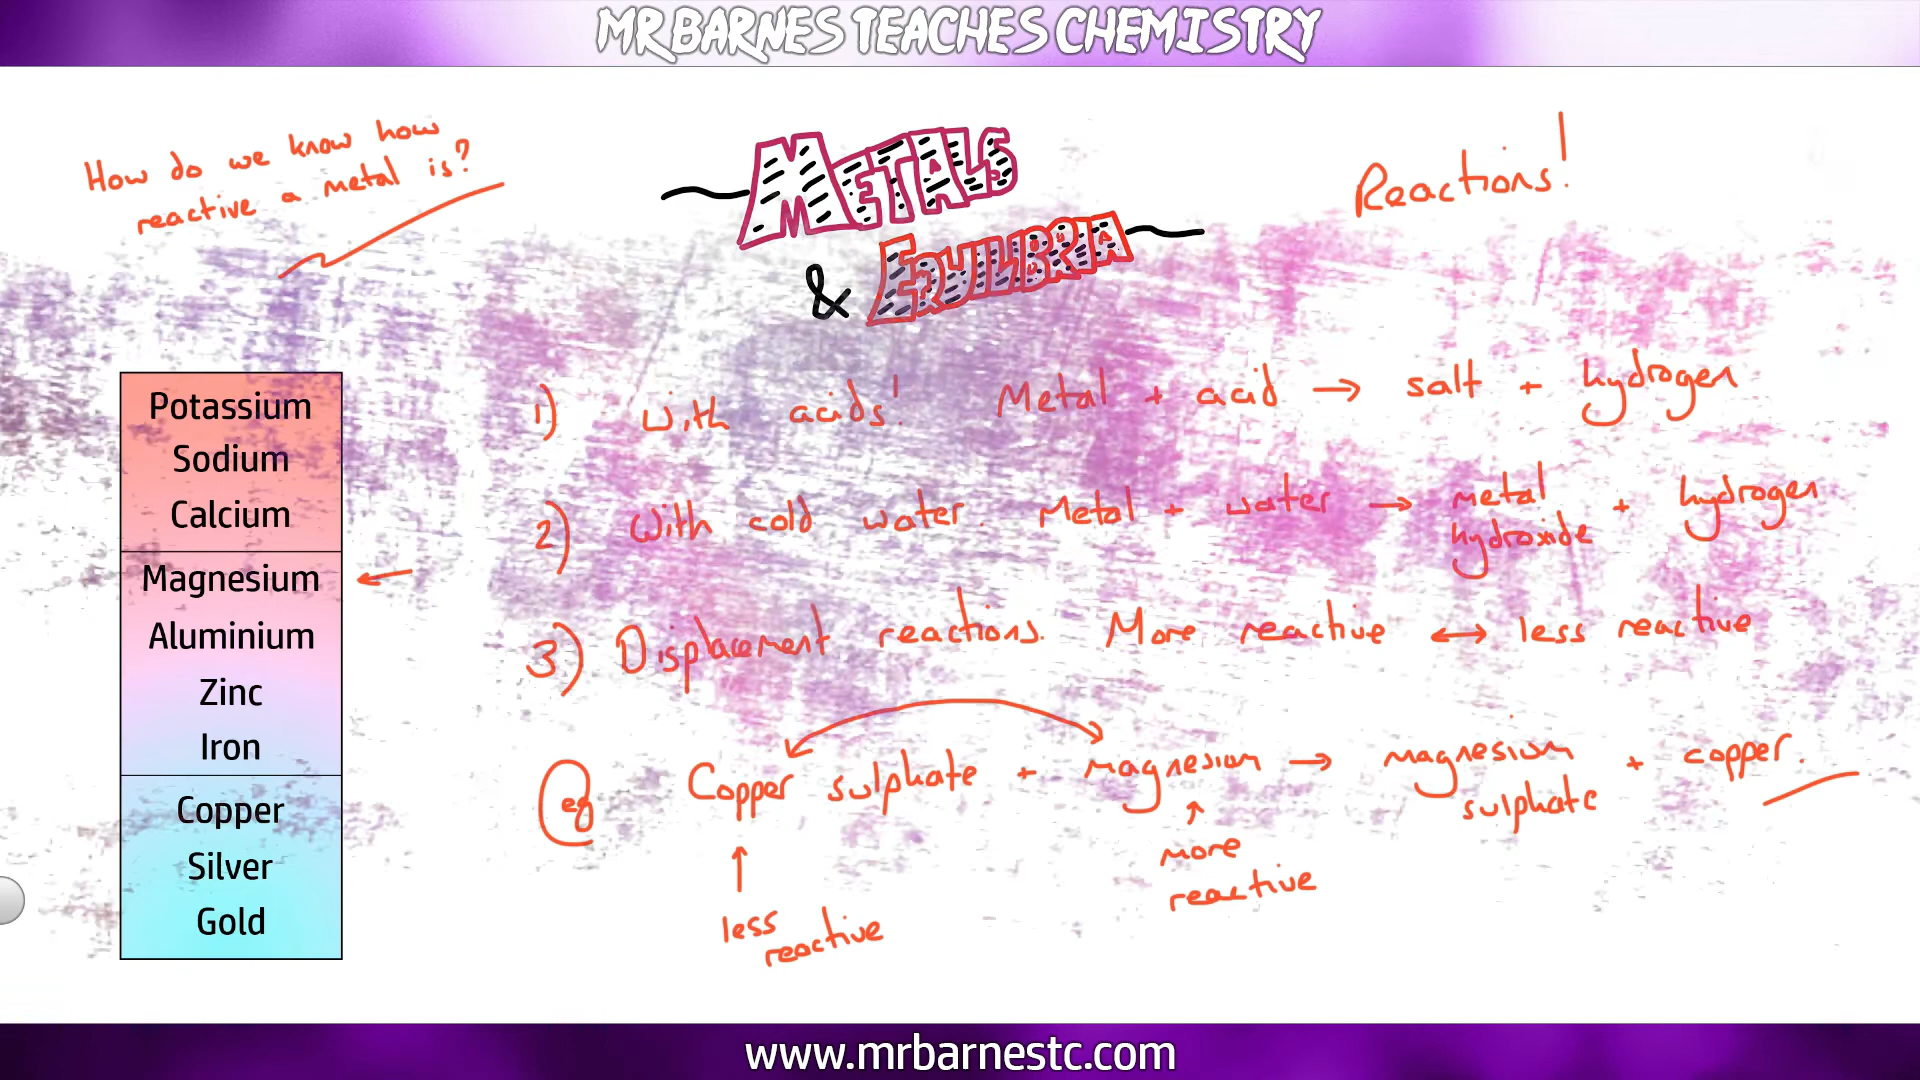 MR BARNES TEACHES CHEMISTRY
How do we know how
reactive a metal is?
METALS
& EQUILIBRIA
Reactions!
Potassium
Sodium
Calcium
Magnesium
Aluminium
Zinc
Iron
Copper
Silver
Gold
1) With acids! Metal + acid → salt + hydrogen
2) With cold water. Metal + water → metal hydroxide + hydrogen
3) Displacement reactions. More reactive ↔ less reactive
eg Copper sulphate + magnesium → magnesium sulphate + copper.
less
reactive
more
reactive
www.mrbarnestc.com